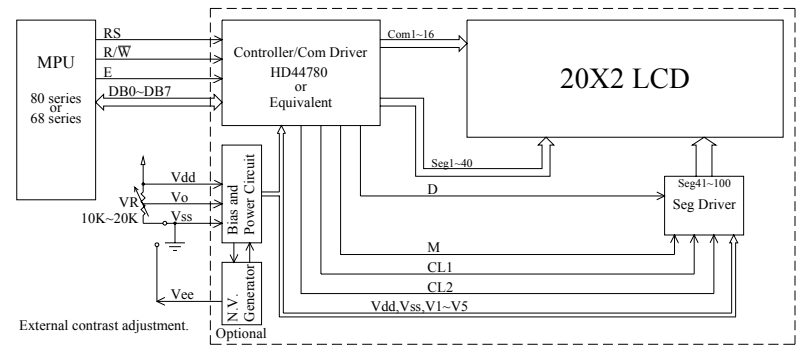 RS
R/W̅
E
DB0~DB7
MPU
80 series
or
68 series
Controller/Com Driver
HD44780
or
Equivalent
Com1~16
20X2 LCD
Seg1~40
Seg41~100
Seg Driver
D
M
CL1
CL2
Vdd,Vss,V1~V5
Vdd
Vo
Vss
VR
10K~20K
Bias and
Power Circuit
N.V.
Generator
Optional
Vee
External contrast adjustment.